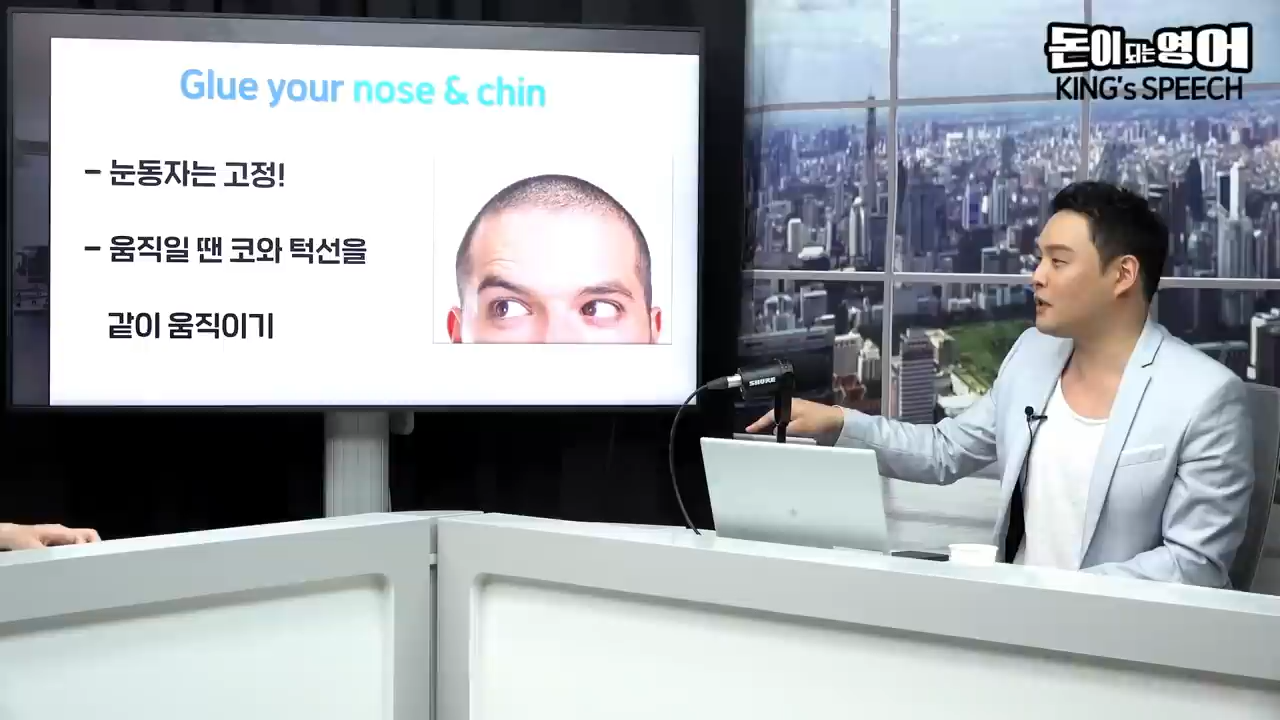 돈이되는영어
KING's SPEECH
Glue your nose & chin
- 눈동자는 고정!
- 움직일 땐 코와 턱선을
같이 움직이기
SHURE